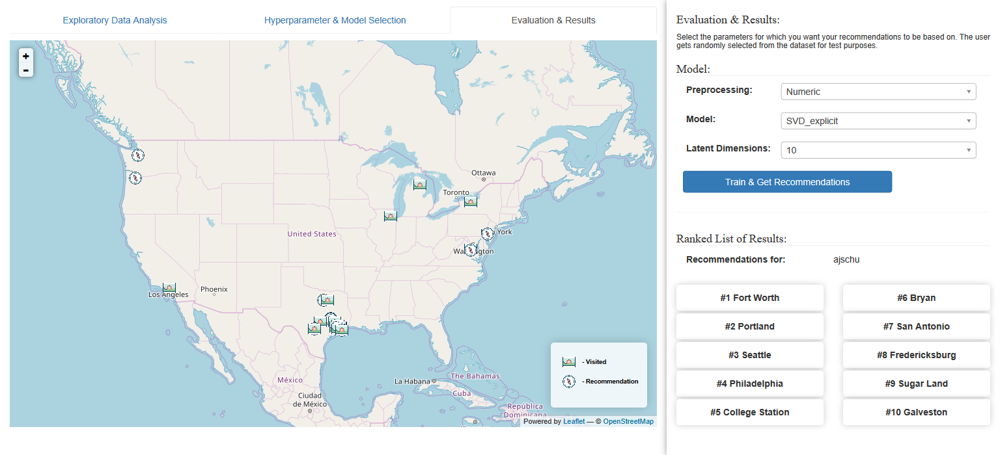 Exploratory Data Analysis
Hyperparameter & Model Selection
Evaluation & Results
+
-
Ottawa
Toronto
York
United States
Los Angeles
Phoenix
México
Ciudad
de México
La Habana
The Bahamas
Cuba
República
Dominicana
- Visited
- Recommendation
Powered by Leaflet — © OpenStreetMap
Evaluation & Results:
Select the parameters for which you want your recommendations to be based on. The user
gets randomly selected from the dataset for test purposes.
Model:
Preprocessing:
Numeric
Model:
SVD_explicit
Latent Dimensions:
10
Train & Get Recommendations
Ranked List of Results:
Recommendations for:
ajschu
#1 Fort Worth
#2 Portland
#3 Seattle
#4 Philadelphia
#5 College Station
#6 Bryan
#7 San Antonio
#8 Fredericksburg
#9 Sugar Land
#10 Galveston